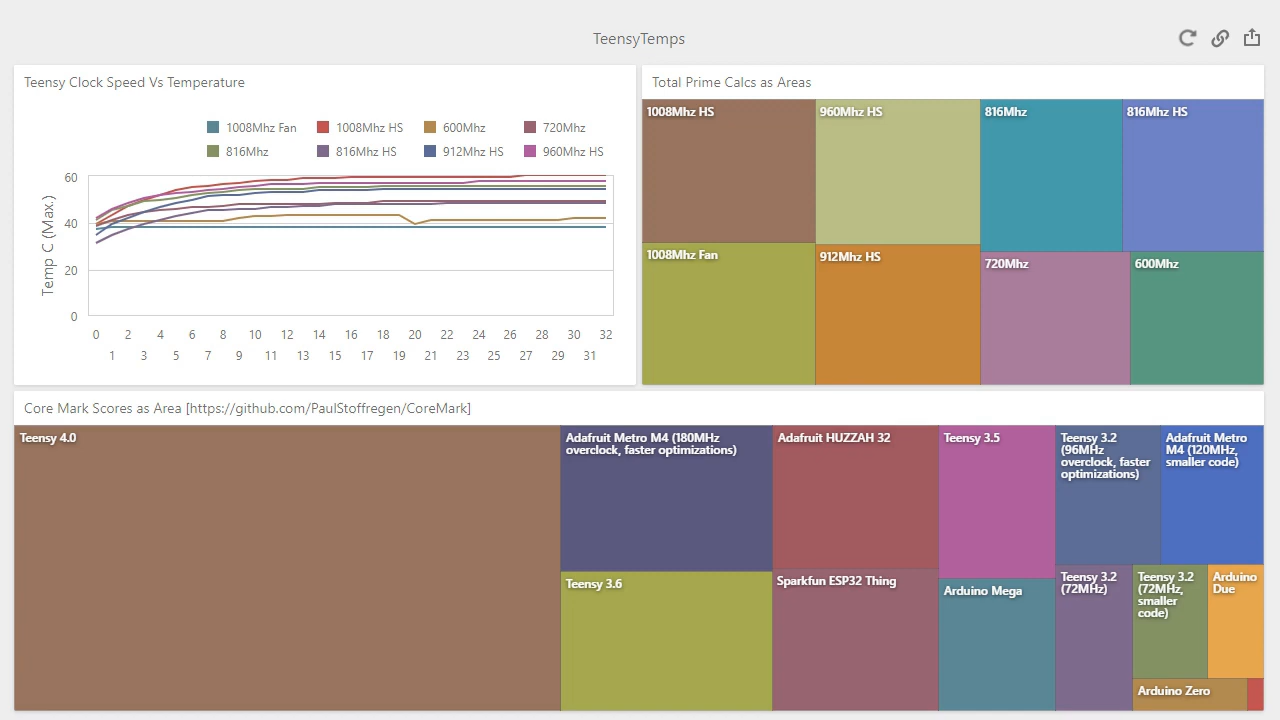 TeensyTemps
Teensy Clock Speed Vs Temperature
1008Mhz Fan
1008Mhz HS
600Mhz
720Mhz
816Mhz
816Mhz HS
912Mhz HS
960Mhz HS
Temp C (Max.)
60
40
20
0
0 2 4 6 8 10 12 14 16 18 20 22 24 26 28 30 32
1 3 5 7 9 11 13 15 17 19 21 23 25 27 29 31
Total Prime Calcs as Areas
1008Mhz HS
960Mhz HS
816Mhz
816Mhz HS
1008Mhz Fan
912Mhz HS
720Mhz
600Mhz
Core Mark Scores as Area [https://github.com/PaulStoffregen/CoreMark]
Teensy 4.0
Adafruit Metro M4 (180MHz
overclock, faster optimizations)
Adafruit HUZZAH 32
Teensy 3.5
Teensy 3.2
(96MHz
overclock, faster
optimizations)
Adafruit Metro
M4 (120MHz,
smaller code)
Teensy 3.6
Sparkfun ESP32 Thing
Arduino Mega
Teensy 3.2
(72MHz)
Teensy 3.2
(72MHz,
smaller
code)
Arduino
Due
Arduino Zero